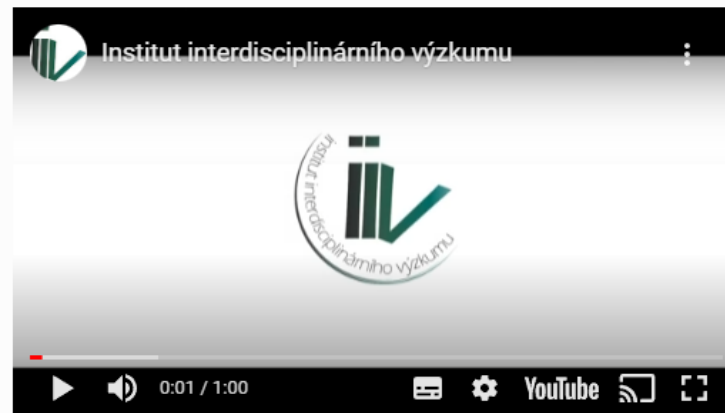 Institut interdisciplinárního výzkumu
iiv
institut interdisciplinárního výzkumu
0:01 / 1:00
YouTube